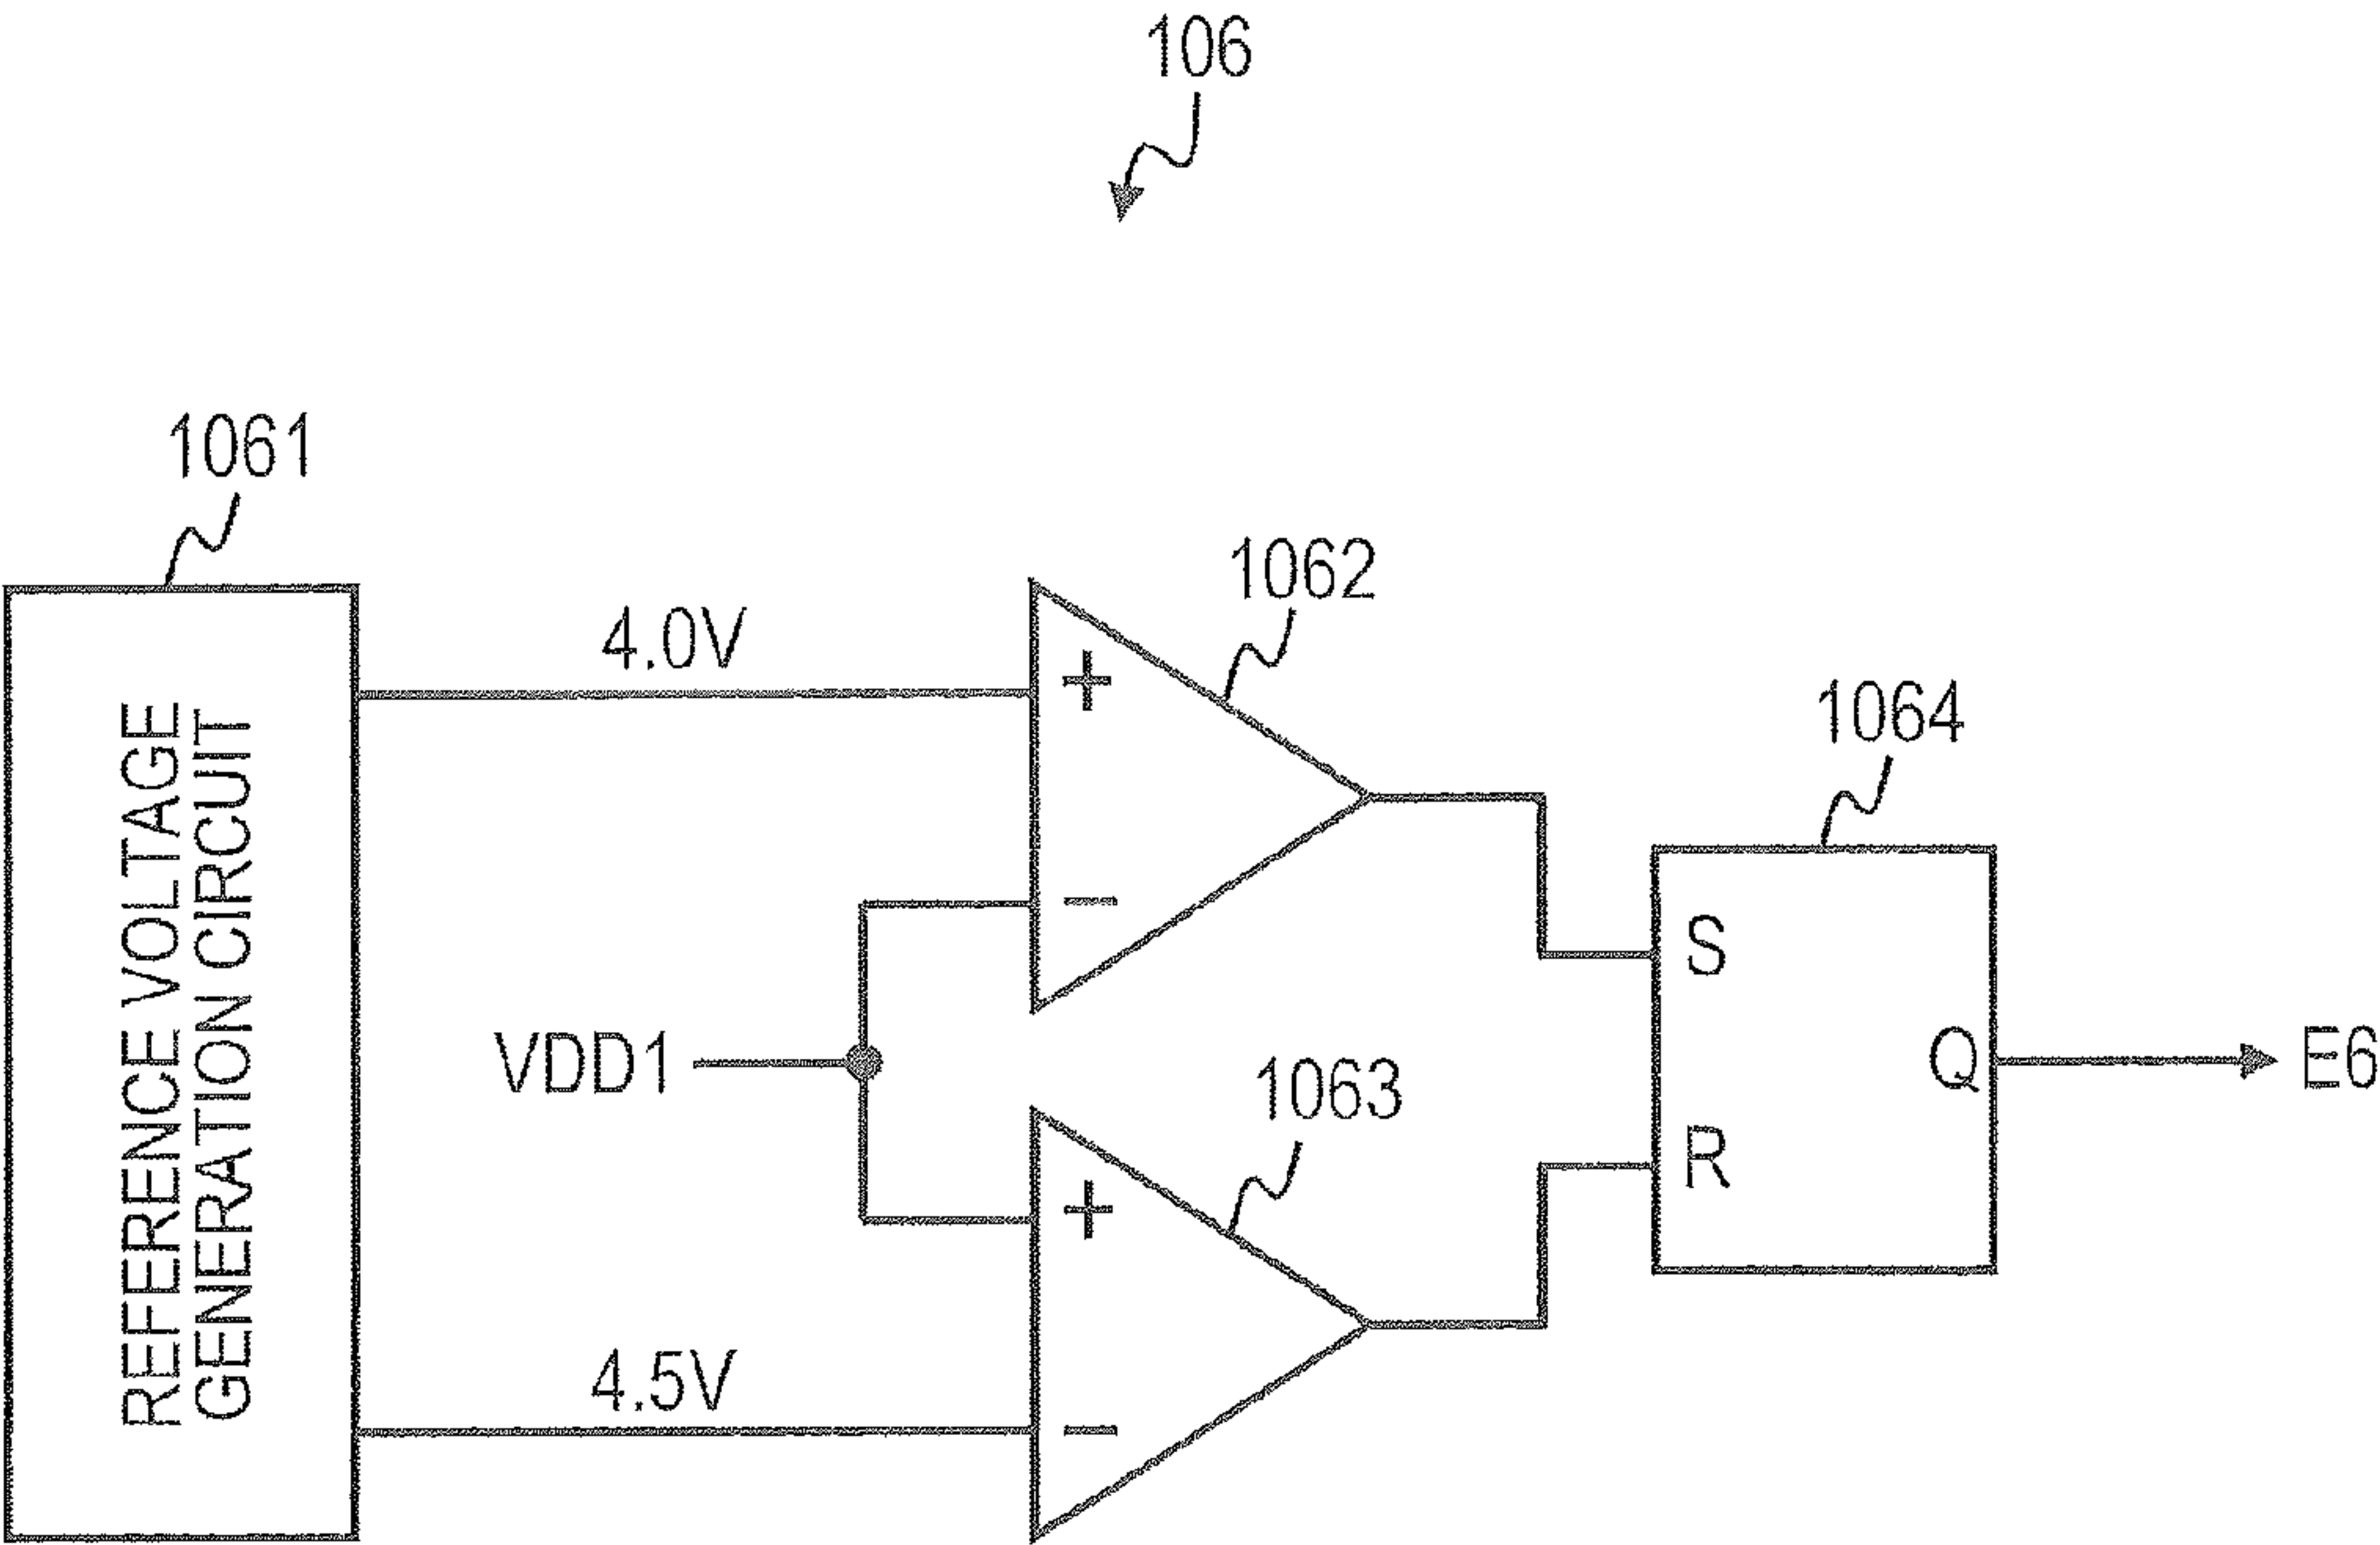 106
1061
REFERENCE VOLTAGE
GENERATION CIRCUIT
4.0V
1062
+
−
VDD1
1063
+
−
4.5V
1064
S
R
Q
E6